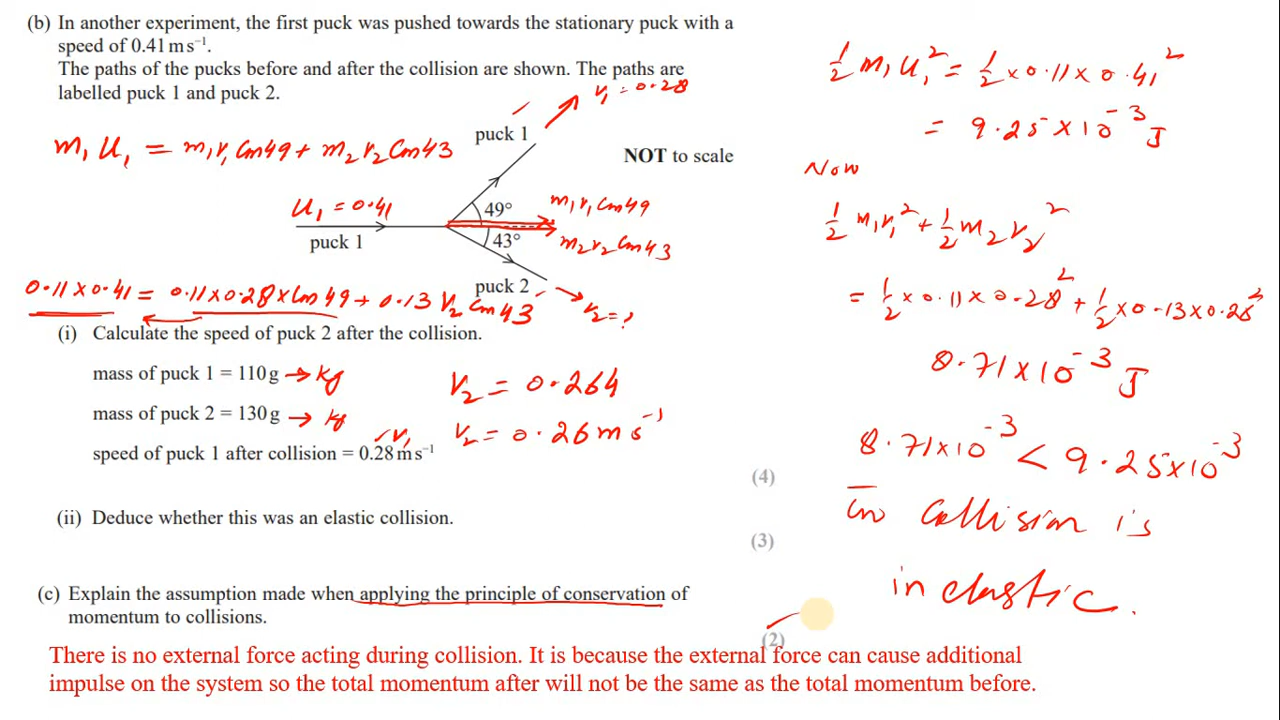 (b) In another experiment, the first puck was pushed towards the stationary puck with a
speed of 0.41 m s⁻¹.
The paths of the pucks before and after the collision are shown. The paths are
labelled puck 1 and puck 2.
v₁ = 0.28
puck 1
m₁ u₁ = m₁v₁ Cos49 + m₂ v₂ Cos43
NOT to scale
u₁ = 0.41
49°
m₁v₁ Cos49
puck 1
43°
m₂v₂ Cos43
puck 2
v₂ = ?
0.11 x 0.41 = 0.11 x 0.28 x Cos 49 + 0.13 v₂ Cos 43
(i) Calculate the speed of puck 2 after the collision.
mass of puck 1 = 110 g → kg
v₂ = 0.264
mass of puck 2 = 130 g → kg
v₂ = 0.26 m s⁻¹
v₁
speed of puck 1 after collision = 0.28 m s⁻¹
(4)
(ii) Deduce whether this was an elastic collision.
(3)
(c) Explain the assumption made when applying the principle of conservation of
momentum to collisions.
(2)
There is no external force acting during collision. It is because the external force can cause additional
impulse on the system so the total momentum after will not be the same as the total momentum before.
½ m₁ u₁² = ½ x 0.11 x 0.41²
= 9.25 x 10⁻³ J
Now
½ m₁v₁² + ½ m₂ v₂²
= ½ x 0.11 x 0.28² + ½ x 0.13 x 0.26²
8.71 x 10⁻³ J
8.71 x 10⁻³ < 9.25 x 10⁻³
Collision is
inelastic.